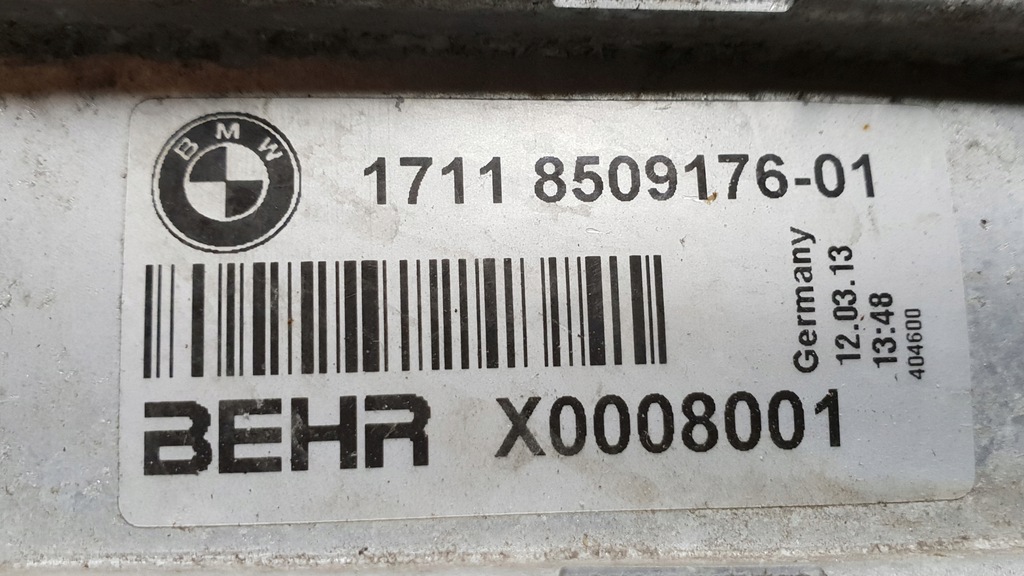 BMW
1711 8509176-01
Germany
12.03.13
13:48
404600
BEHR X0008001